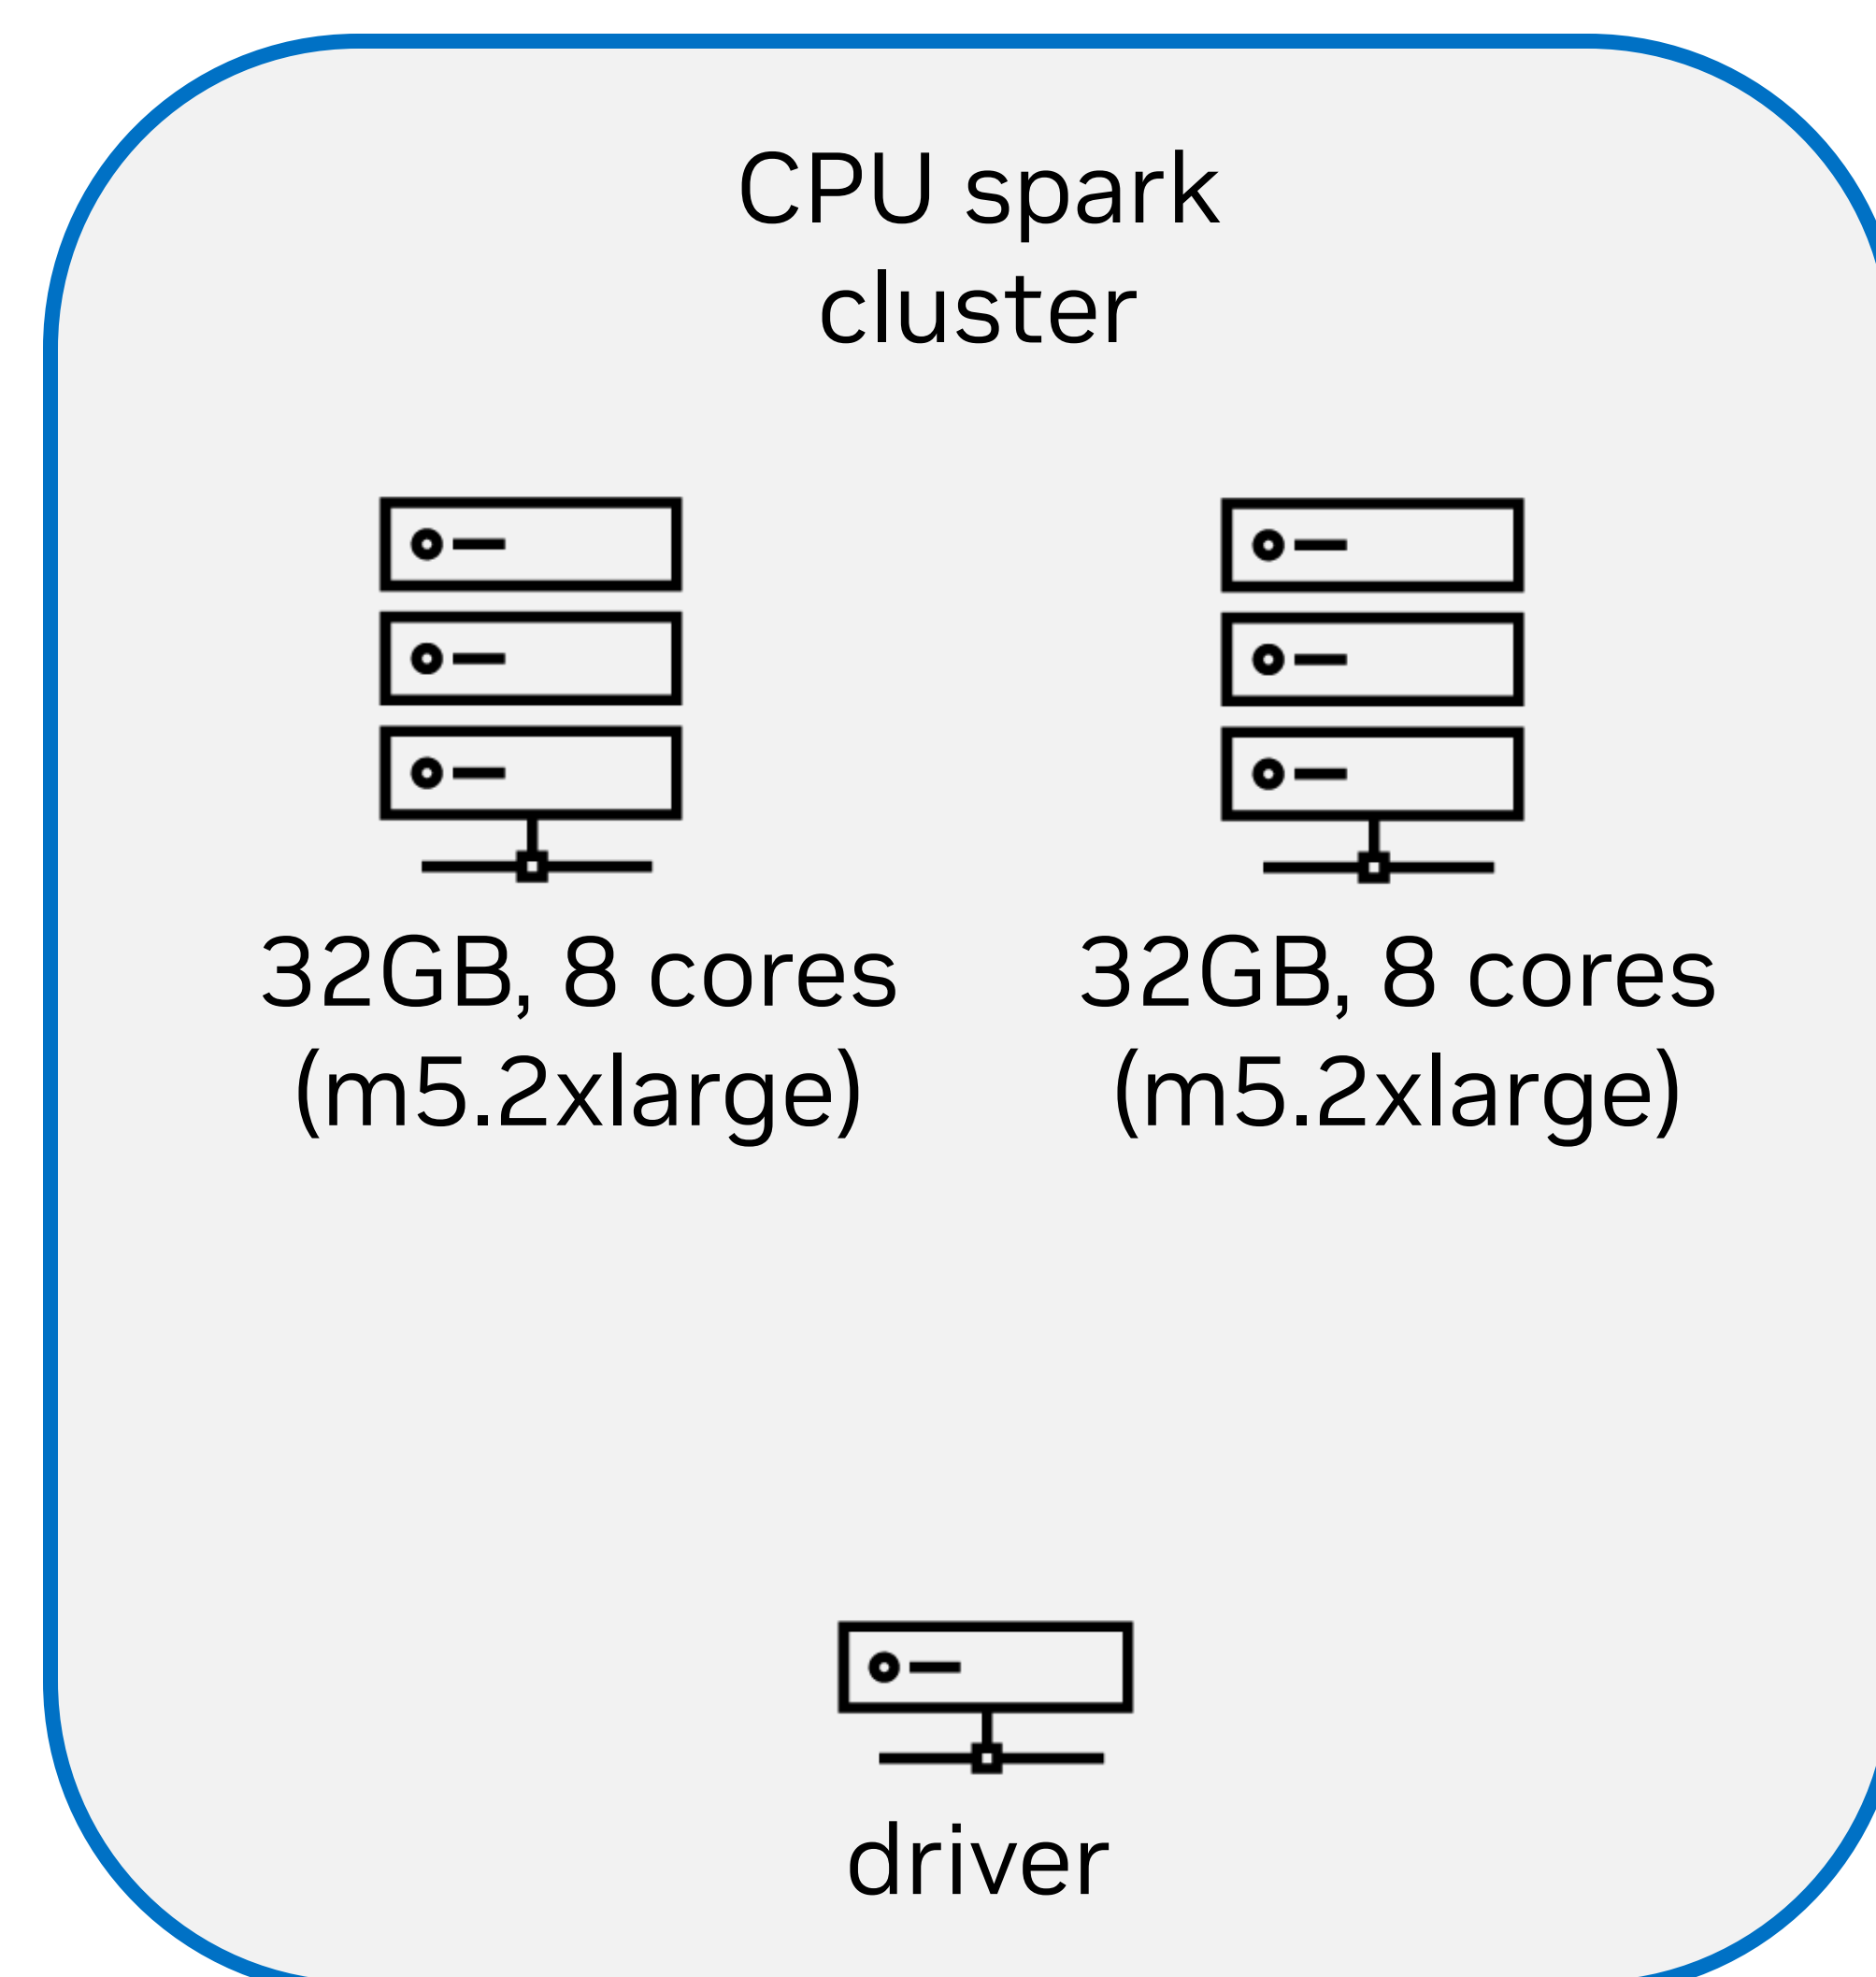 CPU spark
cluster
32GB, 8 cores
(m5.2xlarge)
32GB, 8 cores
(m5.2xlarge)
driver